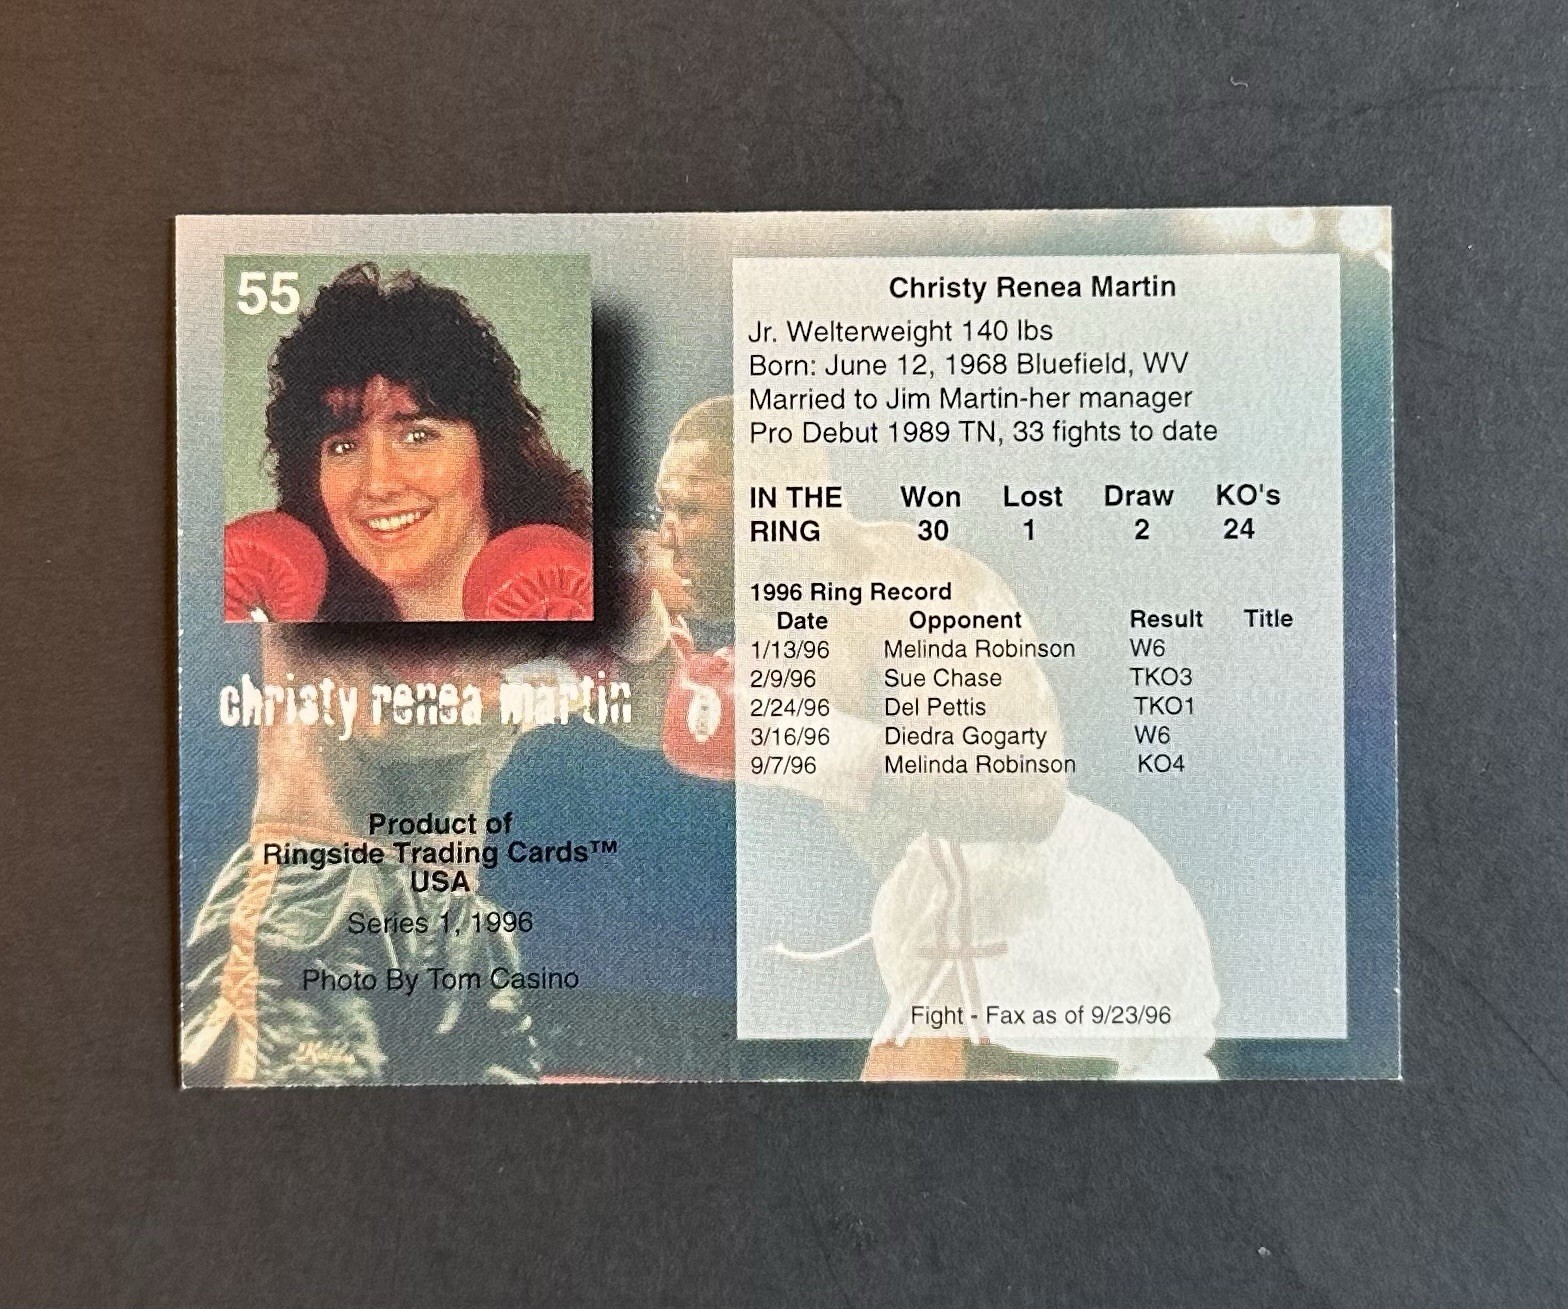 55
christy renea martin
Product of
Ringside Trading Cards™
USA
Series 1, 1996
Photo By Tom Casino
Christy Renea Martin
Jr. Welterweight 140 lbs
Born: June 12, 1968 Bluefield, WV
Married to Jim Martin-her manager
Pro Debut 1989 TN, 33 fights to date
IN THE Won Lost Draw KO's
RING 30 1 2 24
1996 Ring Record
Date Opponent Result Title
1/13/96 Melinda Robinson W6
2/9/96 Sue Chase TKO3
2/24/96 Del Pettis TKO1
3/16/96 Diedra Gogarty W6
9/7/96 Melinda Robinson KO4
Fight - Fax as of 9/23/96